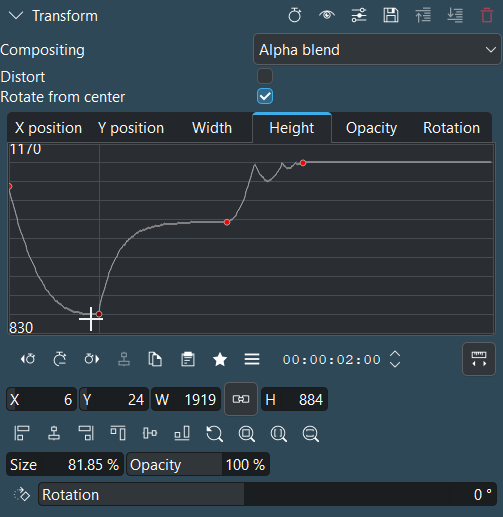 Transform
Compositing Alpha blend
Distort
Rotate from center
X position Y position Width Height Opacity Rotation
1170
830
00:00:02:00
X 6 Y 24 W 1919 H 884
Size 81.85 % Opacity 100 %
Rotation 0 °